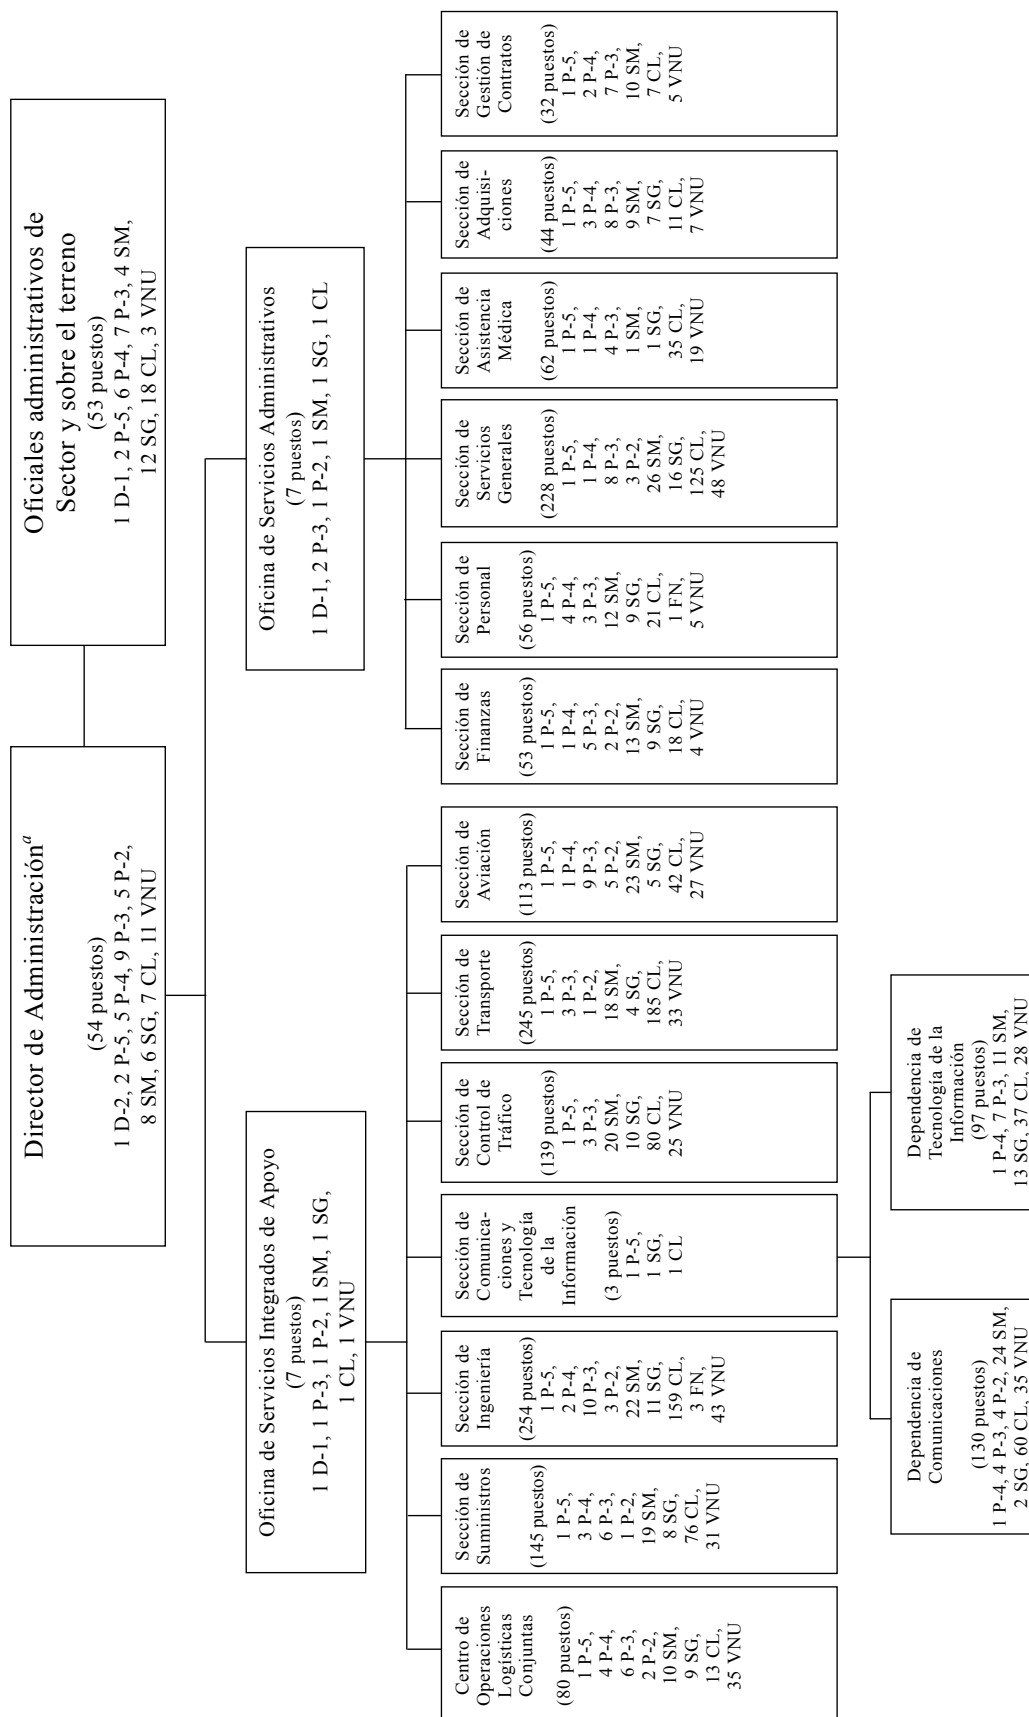 Director de Administraciónª
(54 puestos)
1 D-2, 2 P-5, 5 P-4, 9 P-3, 5 P-2,
8 SM, 6 SG, 7 CL, 11 VNU
Oficiales administrativos de
Sector y sobre el terreno
(53 puestos)
1 D-1, 2 P-5, 6 P-4, 7 P-3, 4 SM,
12 SG, 18 CL, 3 VNU
Oficina de Servicios Integrados de Apoyo
(7 puestos)
1 D-1, 1 P-3, 1 P-2, 1 SM, 1 SG,
1 CL, 1 VNU
Oficina de Servicios Administrativos
(7 puestos)
1 D-1, 2 P-3, 1 P-2, 1 SM, 1 SG, 1 CL
Centro de
Operaciones
Logísticas
Conjuntas
(80 puestos)
1 P-5,
4 P-4,
6 P-3,
2 P-2,
10 SM,
9 SG,
13 CL,
35 VNU
Sección de
Suministros
(145 puestos)
1 P-5,
3 P-4,
6 P-3,
1 P-2,
19 SM,
8 SG,
76 CL,
31 VNU
Sección de
Ingeniería
(254 puestos)
1 P-5,
2 P-4,
10 P-3,
3 P-2,
22 SM,
11 SG,
159 CL,
3 FN,
43 VNU
Sección de
Comunica-
ciones y
Tecnología
de la
Información
(3 puestos)
1 P-5,
1 SG,
1 CL
Sección de
Control de
Tráfico
(139 puestos)
1 P-5,
3 P-3,
20 SM,
10 SG,
80 CL,
25 VNU
Sección de
Transporte
(245 puestos)
1 P-5,
3 P-3,
1 P-2,
18 SM,
4 SG,
185 CL,
33 VNU
Sección de
Aviación
(113 puestos)
1 P-5,
1 P-4,
9 P-3,
5 P-2,
23 SM,
5 SG,
42 CL,
27 VNU
Sección de
Finanzas
(53 puestos)
1 P-5,
1 P-4,
5 P-3,
2 P-2,
13 SM,
9 SG,
18 CL,
4 VNU
Sección de
Personal
(56 puestos)
1 P-5,
4 P-4,
3 P-3,
12 SM,
9 SG,
21 CL,
1 FN,
5 VNU
Sección de
Servicios
Generales
(228 puestos)
1 P-5,
1 P-4,
8 P-3,
3 P-2,
26 SM,
16 SG,
125 CL,
48 VNU
Sección de
Asistencia
Médica
(62 puestos)
1 P-5,
1 P-4,
4 P-3,
1 SM,
1 SG,
35 CL,
19 VNU
Sección de
Adquisi-
ciones
(44 puestos)
1 P-5,
3 P-4,
8 P-3,
9 SM,
7 SG,
11 CL,
7 VNU
Sección de
Gestión de
Contratos
(32 puestos)
1 P-5,
2 P-4,
7 P-3,
10 SM,
7 CL,
5 VNU
Dependencia de
Comunicaciones
(130 puestos)
1 P-4, 4 P-3, 4 P-2, 24 SM,
2 SG, 60 CL, 35 VNU
Dependencia de
Tecnología de la
Información
(97 puestos)
1 P-4, 7 P-3, 11 SM,
13 SG, 37 CL, 28 VNU